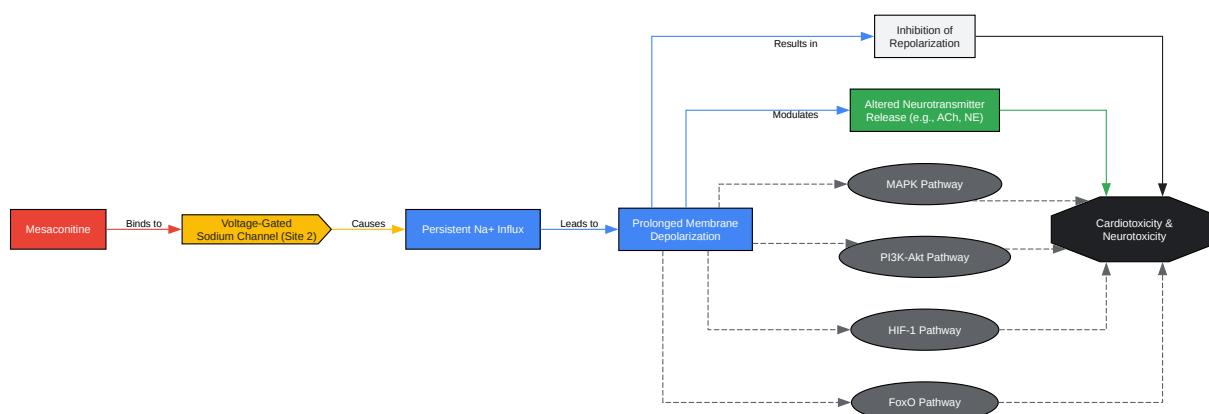 Mesaconitine
Binds to
Voltage-Gated
Sodium Channel (Site 2)
Causes
Persistent Na+ Influx
Leads to
Prolonged Membrane
Depolarization
Results in
Inhibition of
Repolarization
Modulates
Altered Neurotransmitter
Release (e.g., ACh, NE)
MAPK Pathway
PI3K-Akt Pathway
HIF-1 Pathway
FoxO Pathway
Cardiotoxicity &
Neurotoxicity